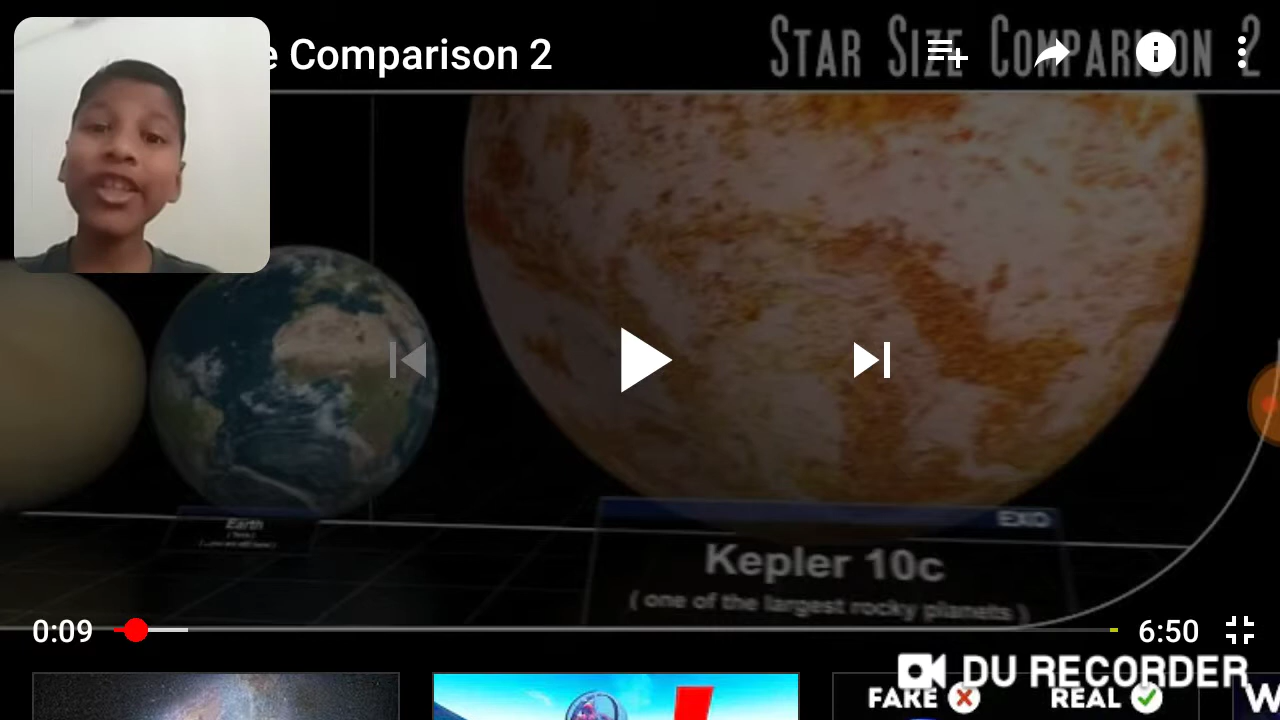 e Comparison 2
STAR SIZE COMPARISON 2
Earth
EXO
Kepler 10c
( one of the largest rocky planets )
0:09
6:50
DU RECORDER
FAKE REAL
W